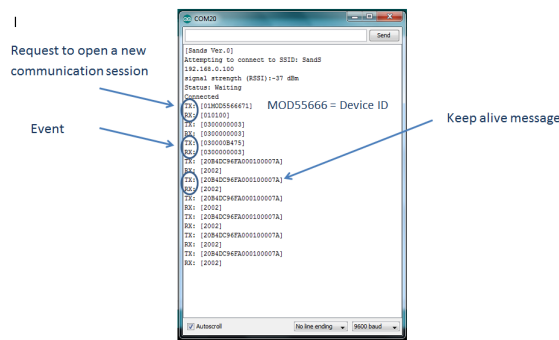 COM20
Send
[Sands Ver.0]
Attempting to connect to SSID: SandS
192.168.0.100
signal strength (RSSI):-37 dBm
Status: Waiting
Connected
TX: [01MOD5566671]
RX: [010100]
TX: [0300000003]
RX: [0300000003]
TX: [030000B475]
RX: [0300000003]
TX: [20B4DC96FA000100007A]
RX: [2002]
TX: [20B4DC96FA000100007A]
RX: [2002]
TX: [20B4DC96FA000100007A]
RX: [2002]
TX: [20B4DC96FA000100007A]
RX: [2002]
TX: [20B4DC96FA000100007A]
RX: [2002]
TX: [20B4DC96FA000100007A]
RX: [2002]
Autoscroll
No line ending
9600 baud
Request to open a new
communication session
MOD55666 = Device ID
Event
Keep alive message